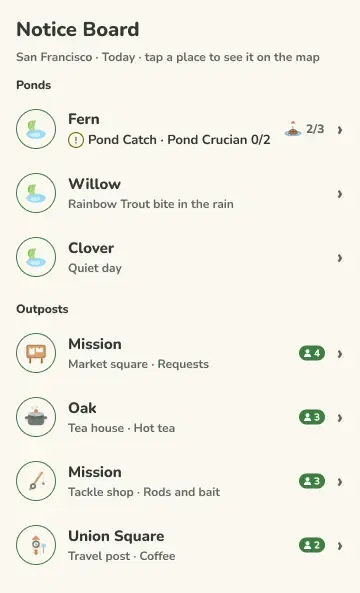 Notice Board
San Francisco · Today · tap a place to see it on the map
Ponds
Fern
! Pond Catch · Pond Crucian 0/2
2/3 ›
Willow
Rainbow Trout bite in the rain
›
Clover
Quiet day
›
Outposts
Mission
Market square · Requests
4 ›
Oak
Tea house · Hot tea
3 ›
Mission
Tackle shop · Rods and bait
3 ›
Union Square
Travel post · Coffee
2 ›